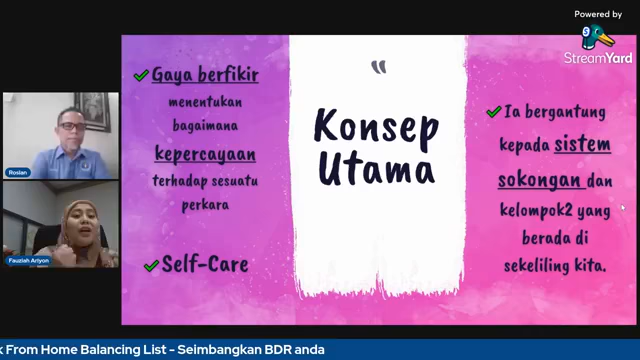 Powered by
StreamYard
Gaya berfikir
menentukan
bagaimana
kepercayaan
terhadap sesuatu
perkara
Self-Care
“
Konsep
Utama
Ia bergantung
kepada sistem
sokongan dan
kelompok2 yang
berada di
sekeliling kita.
Roslan
Fauziah Ariyon
From Home Balancing List - Seimbangkan BDR anda